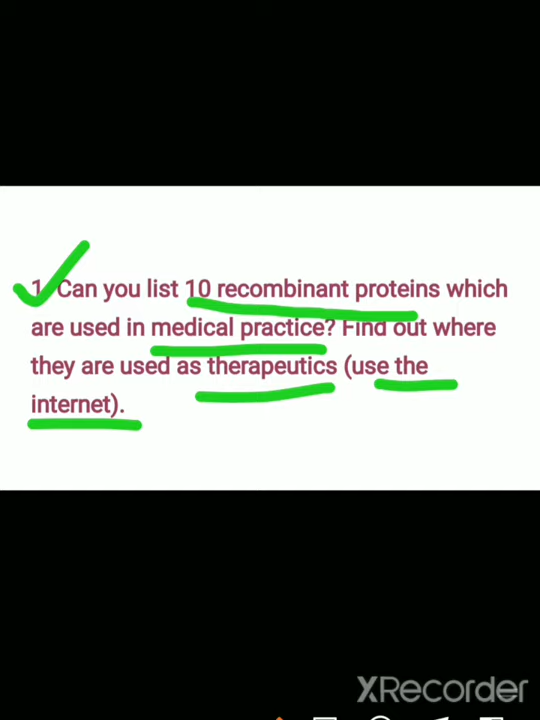 1. Can you list 10 recombinant proteins which
are used in medical practice? Find out where
they are used as therapeutics (use the
internet).
XRecorder